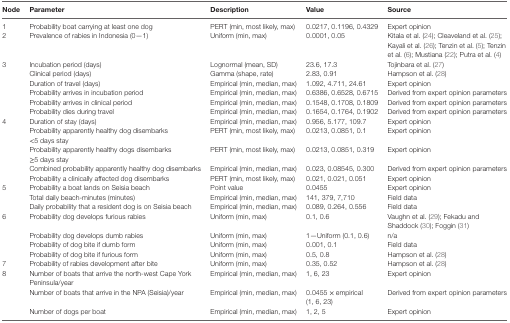 Node Parameter Description Value Source
1 Probability boat carrying at least one dog PERT (min, most likely, max) 0.0217, 0.1196, 0.4329 Expert opinion
2 Prevalence of rabies in Indonesia (0—1) Uniform (min, max) 0.0001, 0.05 Kitala et al. (24); Cleaveland et al. (25);
Kayali et al. (26); Tenzin et al. (5); Tenzin
et al. (6); Mustiana (22); Putra et al. (4)
3 Incubation period (days) Lognormal (mean, SD) 23.6, 17.3 Tojinbara et al. (27)
Clinical period (days) Gamma (shape, rate) 2.83, 0.91 Hampson et al. (28)
Duration of travel (days) Empirical (min, median, max) 1.092, 4.711, 24.61 Expert opinion
Probability arrives in incubation period Empirical (min, median, max) 0.6386, 0.6528, 0.6715 Derived from expert opinion parameters
Probability arrives in clinical period Empirical (min, median, max) 0.1548, 0.1708, 0.1809 Derived from expert opinion parameters
Probability dies during travel Empirical (min, median, max) 0.1654, 0.1764, 0.1902 Derived from expert opinion parameters
4 Duration of stay (days) Empirical (min, median, max) 0.956, 5.177, 109.7 Expert opinion
Probability apparently healthy dog disembarks PERT (min, most likely, max) 0.0213, 0.0851, 0.1 Expert opinion
<5 days stay
Probability apparently healthy dogs disembarks PERT (min, most likely, max) 0.0213, 0.0851, 0.319 Expert opinion
≥5 days stay
Combined probability apparently healthy dog disembarks Empirical (min, median, max) 0.023, 0.08545, 0.300 Derived from expert opinion parameters
Probability a clinically affected dog disembarks PERT (min, most likely, max) 0.021, 0.021, 0.051 Expert opinion
5 Probability a boat lands on Seisia beach Point value 0.0455 Expert opinion
Total daily beach-minutes (minutes) Empirical (min, median, max) 141, 379, 7,710 Field data
Daily probability that a resident dog is on Seisia beach Empirical (min, median, max) 0.089, 0.264, 0.556 Field data
6 Probability dog develops furious rabies Uniform (min, max) 0.1, 0.6 Vaughn et al. (29); Fekadu and
Shaddock (30); Foggin (31)
Probability dog develops dumb rabies Uniform (min, max) 1—Uniform (0.1, 0.6) n/a
Probability of dog bite if dumb form Uniform (min, max) 0.001, 0.1 Field data
Probability of dog bite if furious form Uniform (min, max) 0.5, 0.8 Hampson et al. (28)
7 Probability of rabies development after bite Uniform (min, max) 0.35, 0.52 Hampson et al. (28)
8 Number of boats that arrive the north-west Cape York Empirical (min, median, max) 1, 6, 23 Expert opinion
Peninsula/year
Number of boats that arrive in the NPA (Seisia)/year Empirical (min, median, max) 0.0455 × empirical Derived from expert opinion parameters
(1, 6, 23)
Number of dogs per boat Empirical (min, median, max) 1, 2, 5 Expert opinion